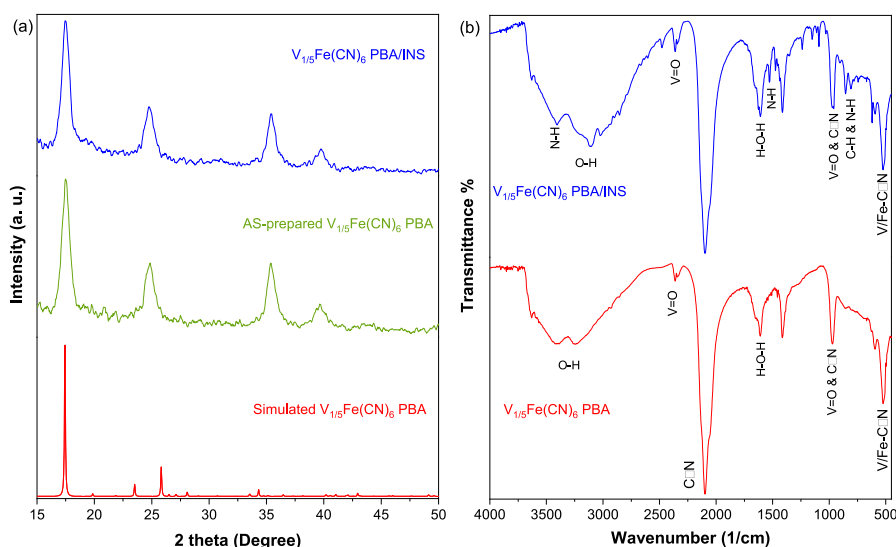 (a)
V1/5Fe(CN)6 PBA/INS
AS-prepared V1/5Fe(CN)6 PBA
Simulated V1/5Fe(CN)6 PBA
Intensity (a. u.)
15 20 25 30 35 40 45 50
2 theta (Degree)
(b)
V=O
N-H
O-H
H-O-H
N-H
V=O & C□N
C-H & N-H
V/Fe-C□N
V1/5Fe(CN)6 PBA/INS
V=O
O-H
H-O-H
V=O & C□N
V/Fe-C□N
C□N
V1/5Fe(CN)6 PBA
Transmittance %
4000 3500 3000 2500 2000 1500 1000 500
Wavenumber (1/cm)